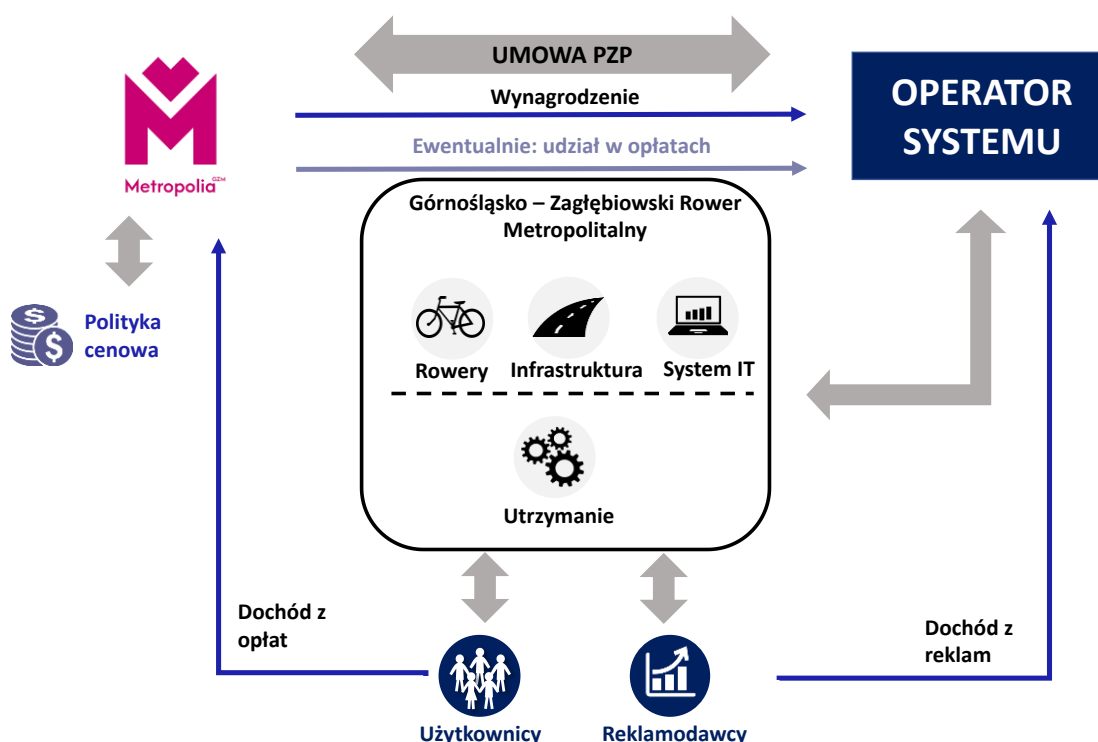 UMOWA PZP
Wynagrodzenie
Ewentualnie: udział w opłatach
OPERATOR
SYSTEMU
Metropolia GZM
Górnośląsko – Zagłębiowski Rower
Metropolitalny
Polityka
cenowa
Rowery
Infrastruktura
System IT
Utrzymanie
Dochód z
opłat
Dochód z
reklam
Użytkownicy
Reklamodawcy